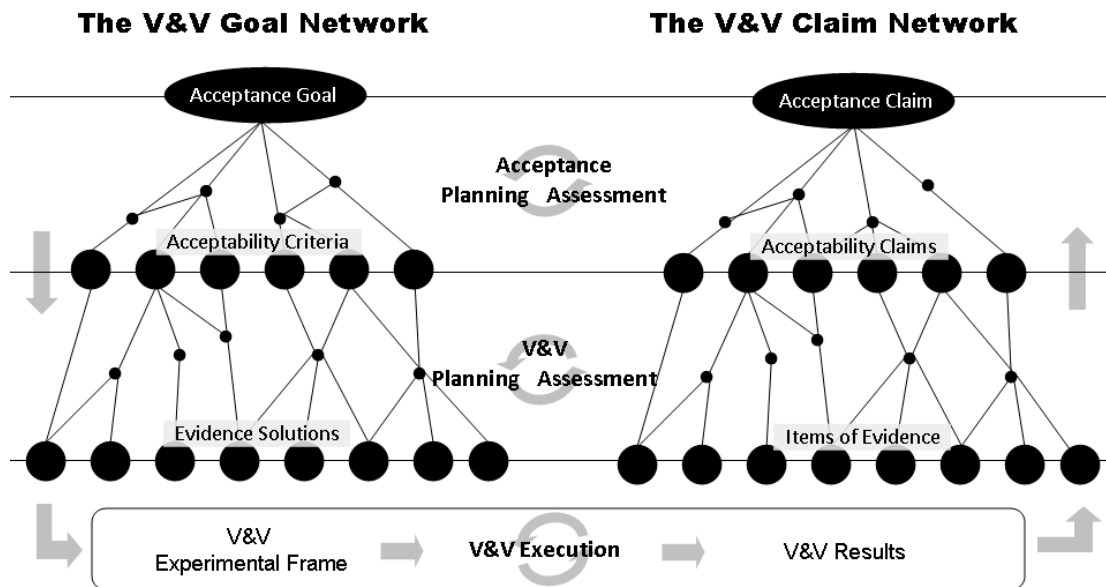 The V&V Goal Network
The V&V Claim Network
Acceptance Goal
Acceptance Claim
Acceptance
Planning Assessment
Acceptability Criteria
Acceptability Claims
V&V
Planning Assessment
Evidence Solutions
Items of Evidence
V&V
Experimental Frame
V&V Execution
V&V Results